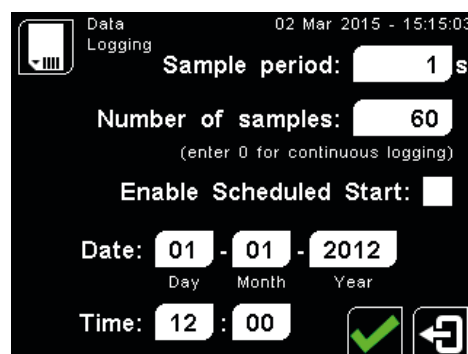 Data Logging
02 Mar 2015 - 15:15:03
Sample period: 1 s
Number of samples: 60
(enter 0 for continuous logging)
Enable Scheduled Start:
Date: 01 - 01 - 2012
Day Month Year
Time: 12 : 00